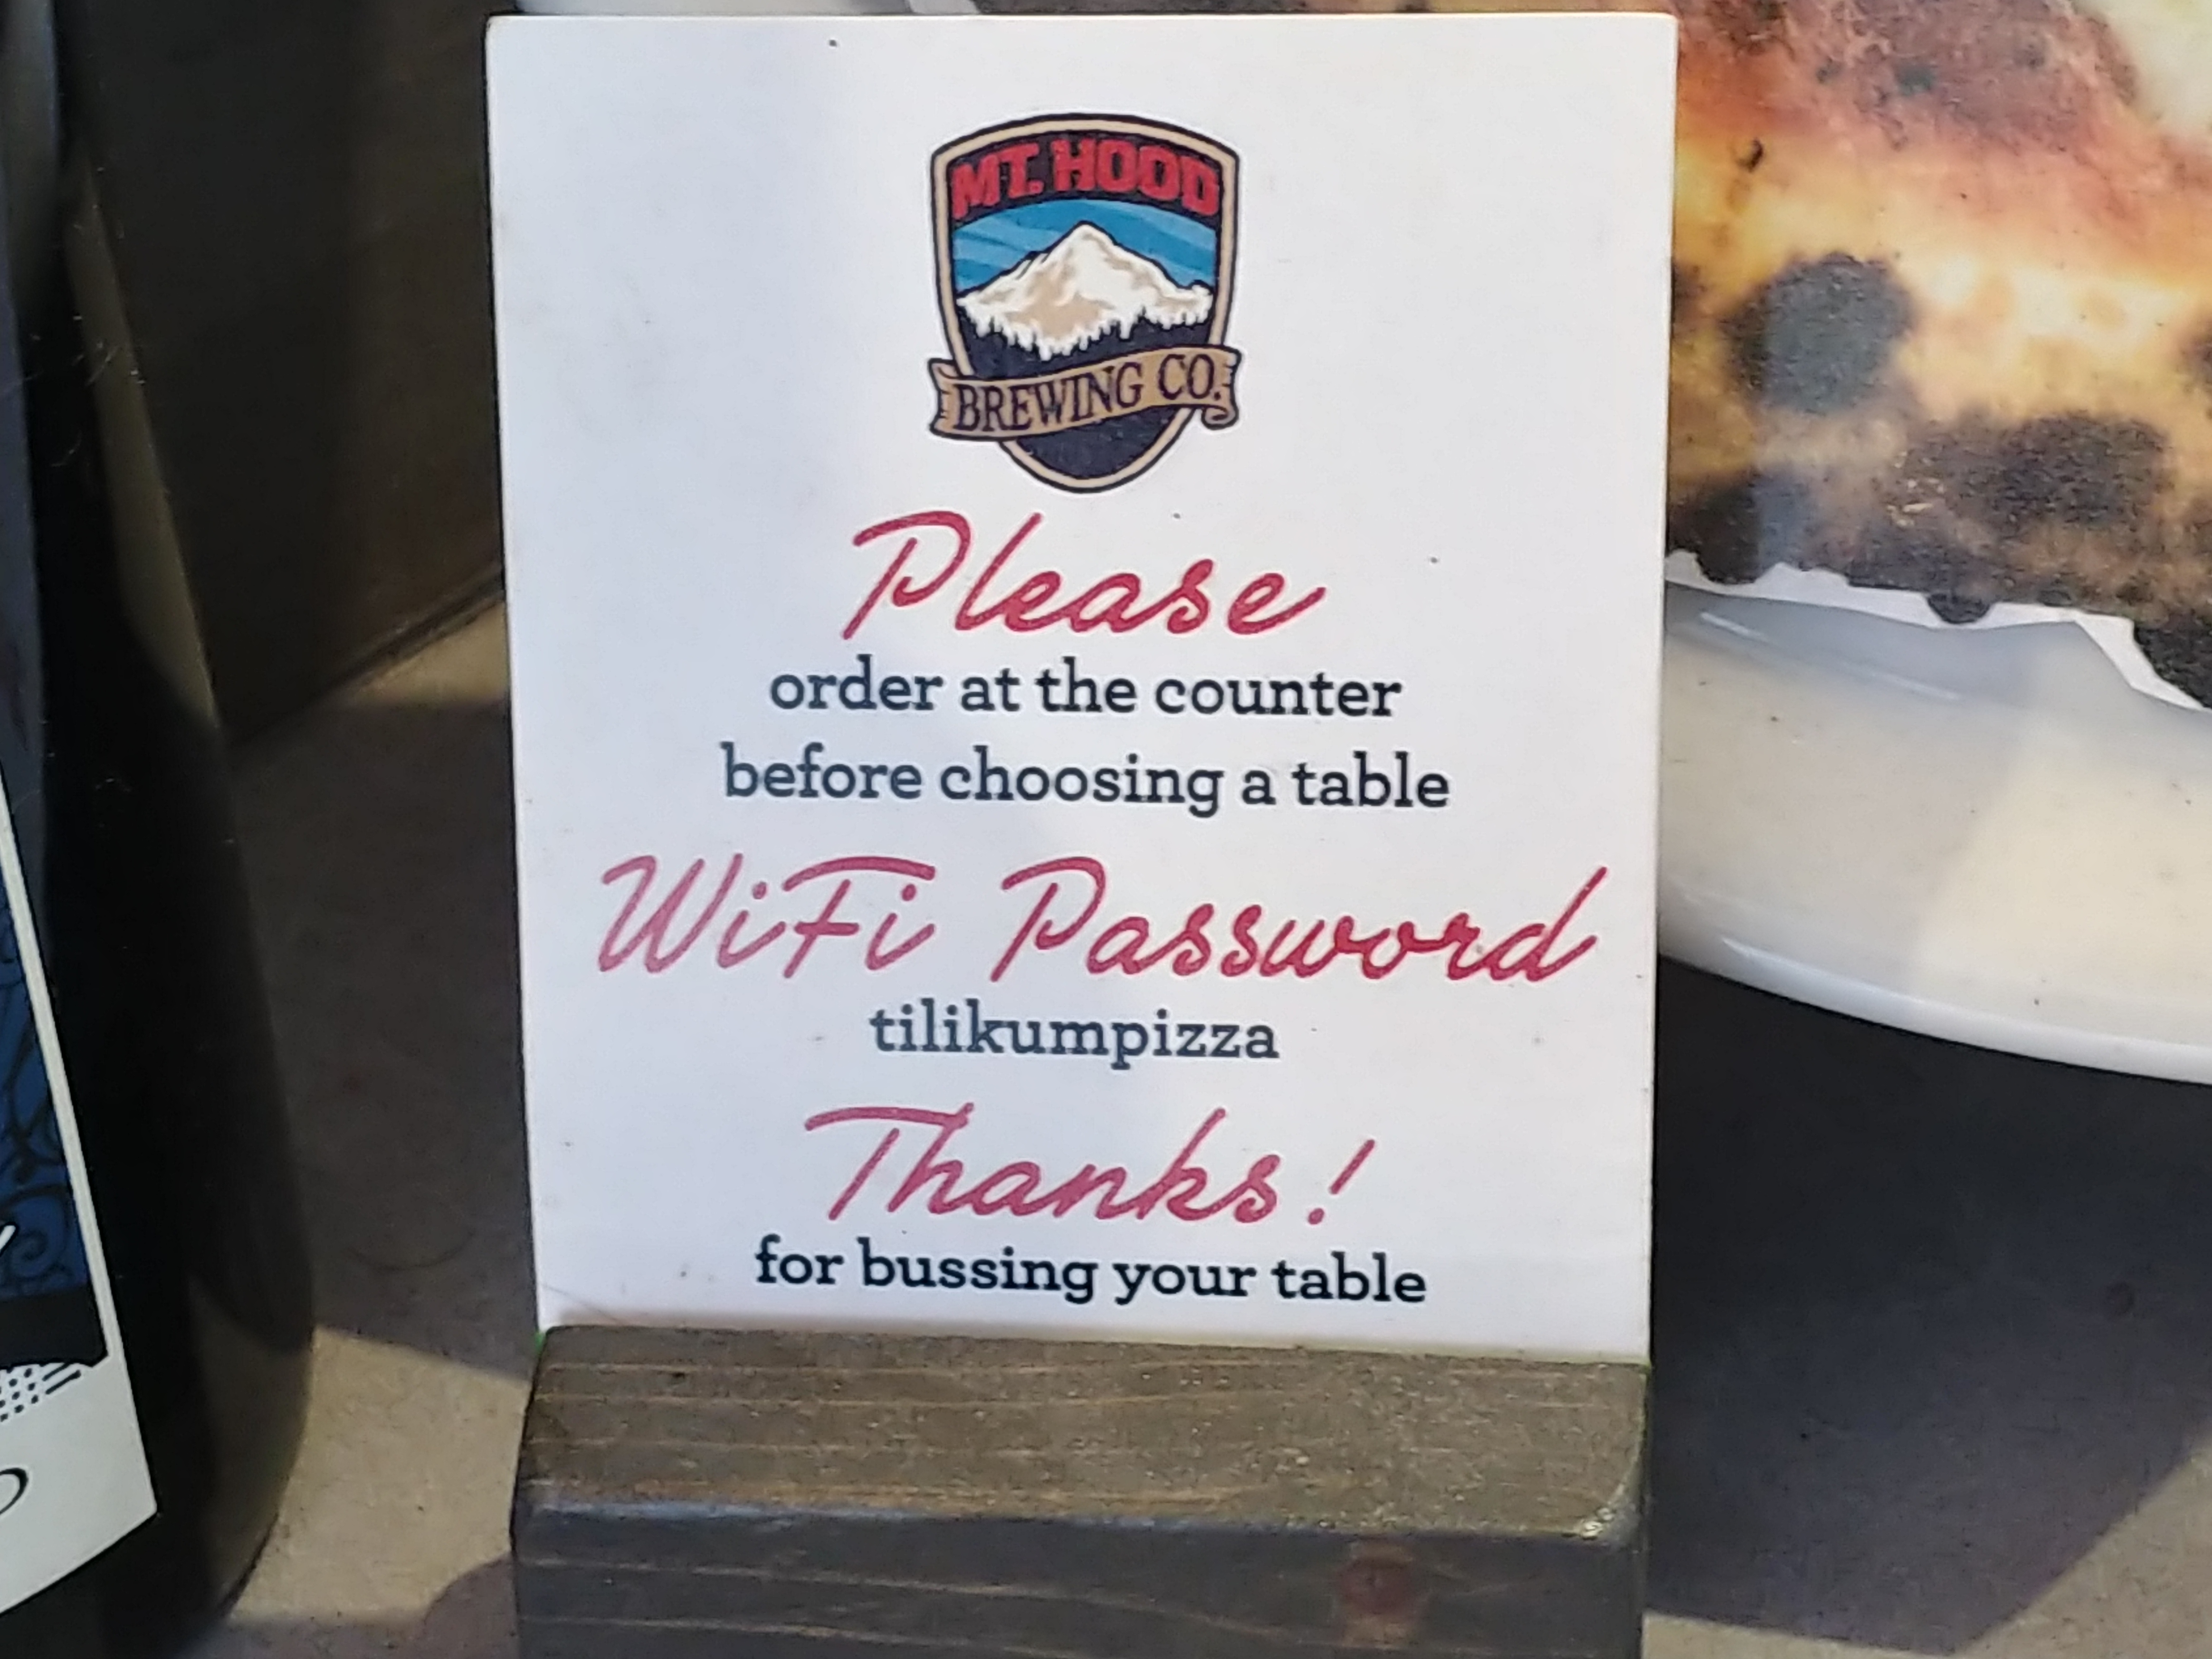 MT. HOOD
BREWING CO.
Please
order at the counter
before choosing a table
WiFi Password
tilikumpizza
Thanks!
for bussing your table